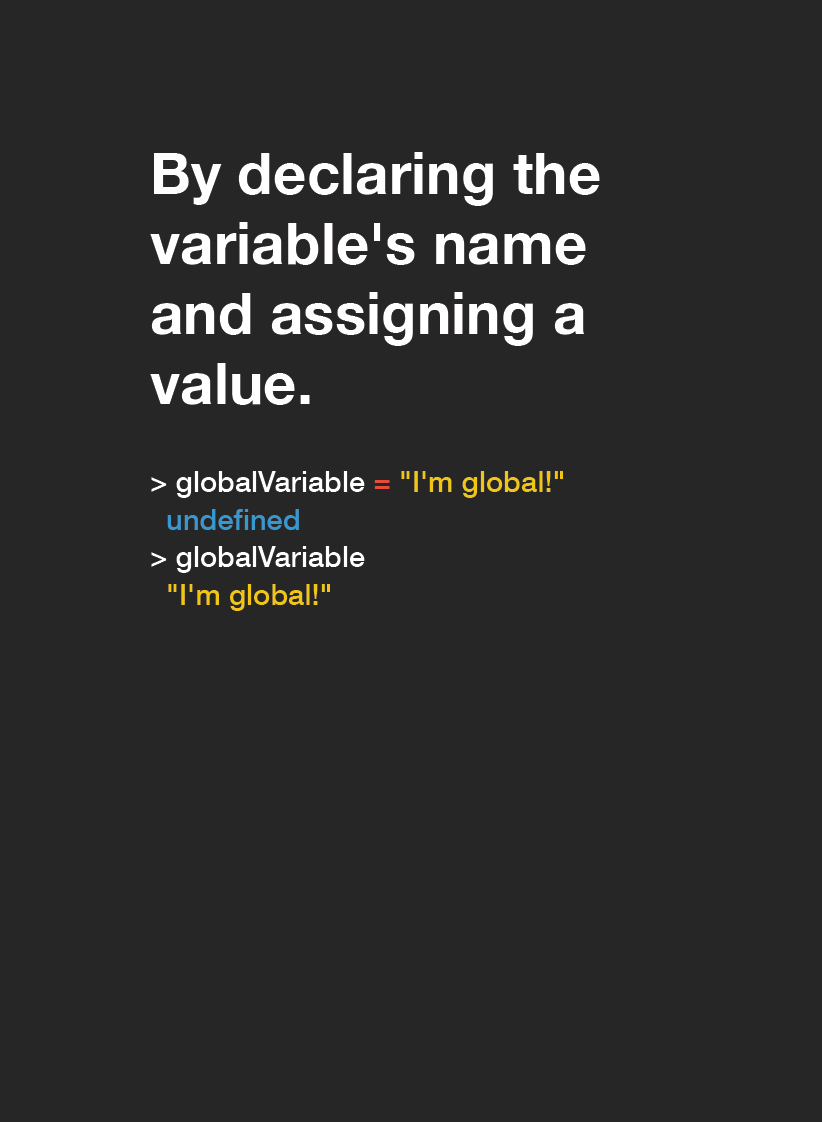 By declaring the
variable's name
and assigning a
value.
> globalVariable = "I'm global!"
undefined
> globalVariable
"I'm global!"